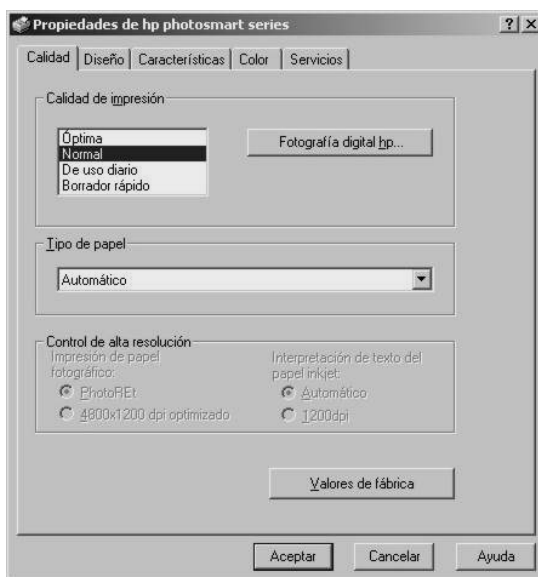 Propiedades de hp photosmart series
Calidad Diseño Características Color Servicios
Calidad de impresión
Óptima
Normal
De uso diario
Borrador rápido
Fotografía digital hp...
Tipo de papel
Automático
Control de alta resolución
Impresión de papel
fotográfico:
PhotoREt
4800x1200 dpi optimizado
Interpretación de texto del
papel inkjet:
Automático
1200dpi
Valores de fábrica
Aceptar Cancelar Ayuda